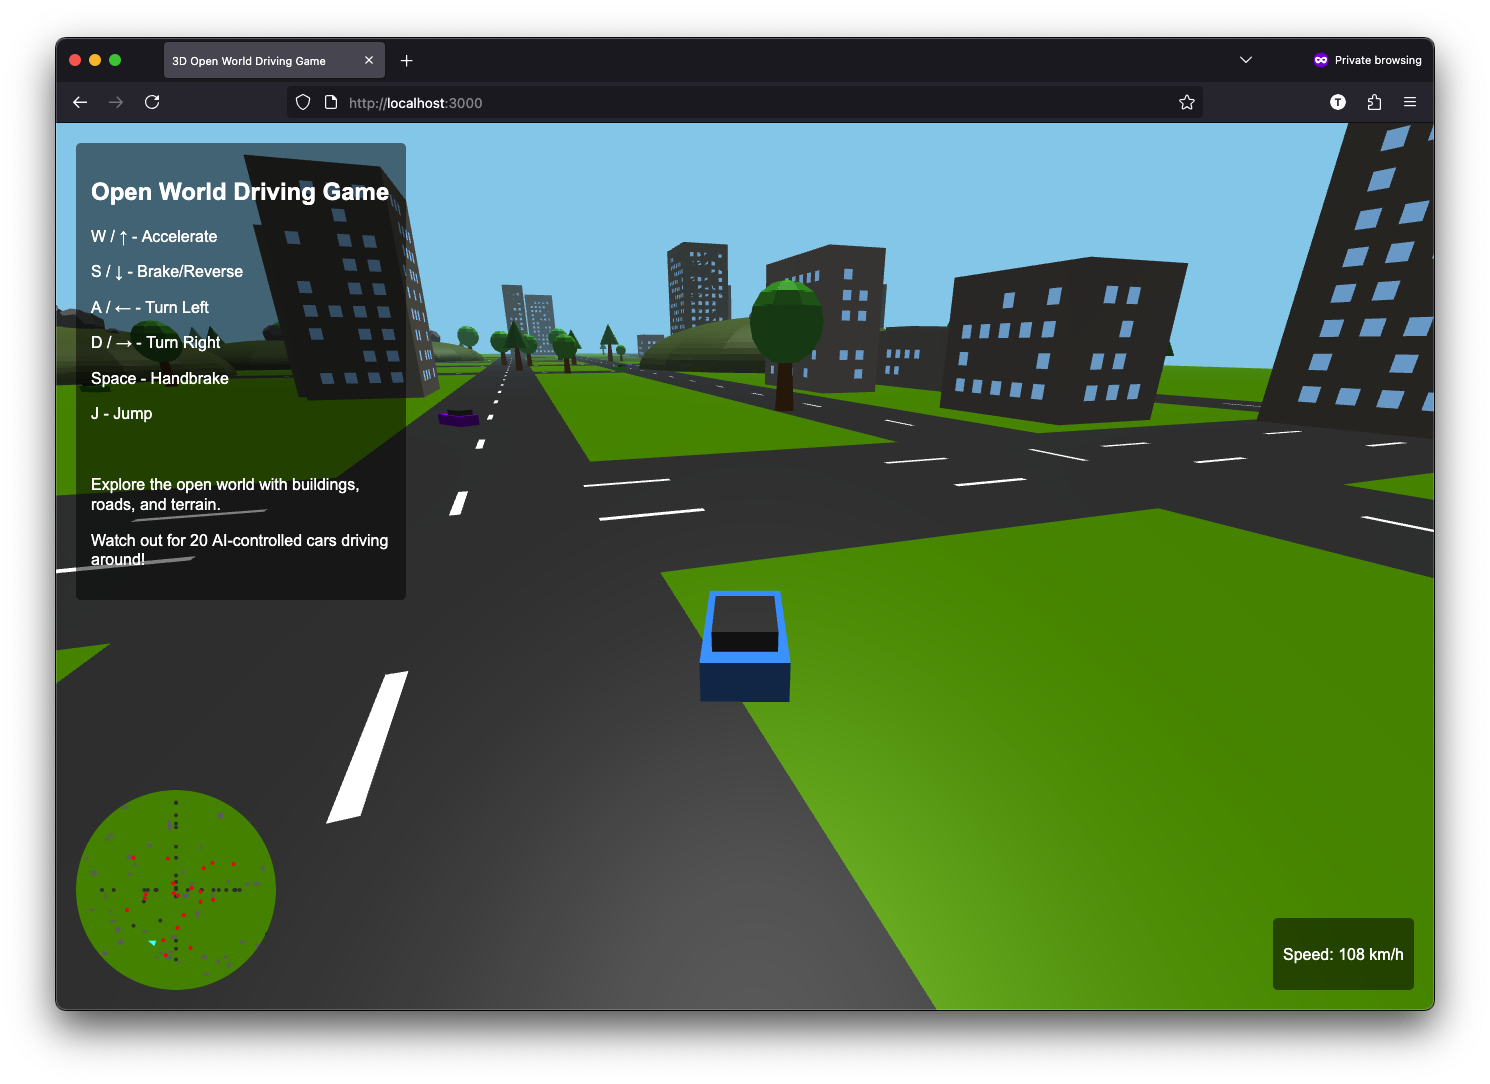 3D Open World Driving Game
Private browsing
http://localhost:3000
T
Open World Driving Game
W / ↑ - Accelerate
S / ↓ - Brake/Reverse
A / ← - Turn Left
D / → - Turn Right
Space - Handbrake
J - Jump
Explore the open world with buildings,
roads, and terrain.
Watch out for 20 AI-controlled cars driving
around!
Speed: 108 km/h